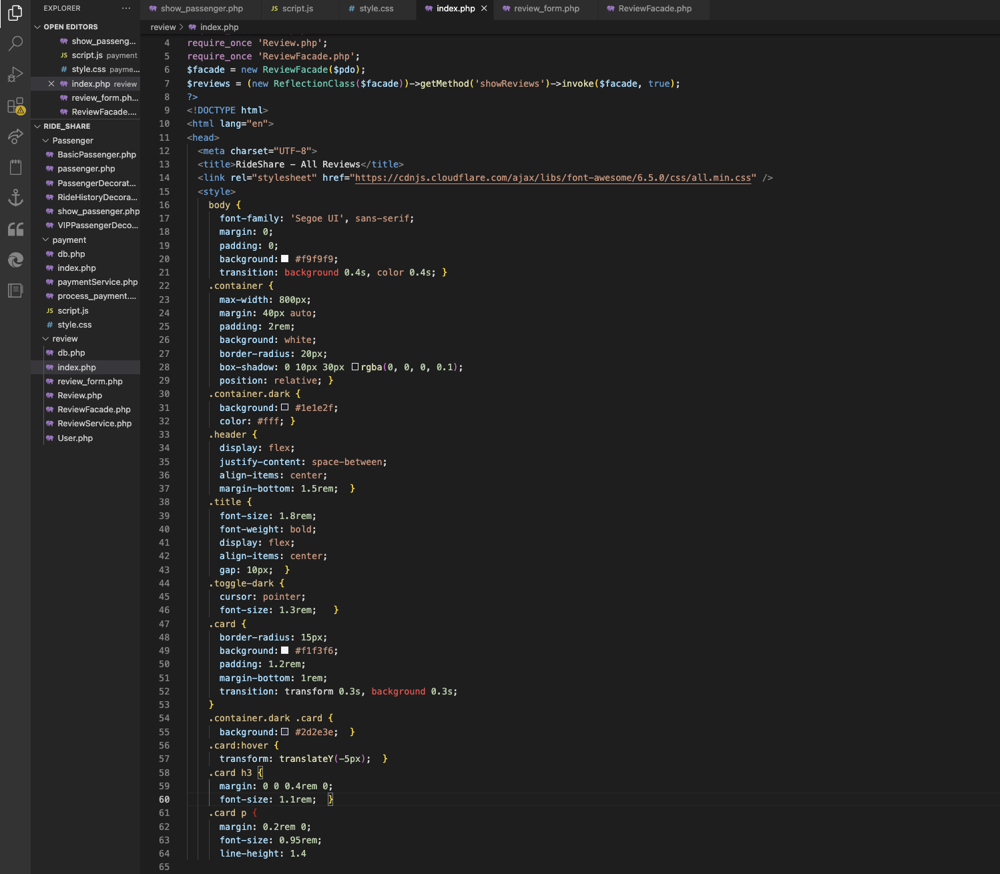 EXPLORER ···
OPEN EDITORS
show_passeng...
JS script.js payment
# style.css payme...
index.php review
review_form.ph...
ReviewFacade....
RIDE_SHARE
Passenger
BasicPassenger.php
passenger.php
PassengerDecorat...
RideHistoryDecora...
show_passenger.php
VIPPassengerDeco...
payment
db.php
index.php
paymentService.php
process_payment....
JS script.js
# style.css
review
db.php
index.php
review_form.php
Review.php
ReviewFacade.php
ReviewService.php
User.php
show_passenger.php JS script.js # style.css index.php review_form.php ReviewFacade.php
review > index.php
4 require_once 'Review.php';
5 require_once 'ReviewFacade.php';
6 $facade = new ReviewFacade($pdo);
7 $reviews = (new ReflectionClass($facade))->getMethod('showReviews')->invoke($facade, true);
8 ?>
9 <!DOCTYPE html>
10 <html lang="en">
11 <head>
12 <meta charset="UTF-8">
13 <title>RideShare – All Reviews</title>
14 <link rel="stylesheet" href="https://cdnjs.cloudflare.com/ajax/libs/font-awesome/6.5.0/css/all.min.css" />
15 <style>
16 body {
17 font-family: 'Segoe UI', sans-serif;
18 margin: 0;
19 padding: 0;
20 background: #f9f9f9;
21 transition: background 0.4s, color 0.4s; }
22 .container {
23 max-width: 800px;
24 margin: 40px auto;
25 padding: 2rem;
26 background: white;
27 border-radius: 20px;
28 box-shadow: 0 10px 30px rgba(0, 0, 0, 0.1);
29 position: relative; }
30 .container.dark {
31 background: #1e1e2f;
32 color: #fff; }
33 .header {
34 display: flex;
35 justify-content: space-between;
36 align-items: center;
37 margin-bottom: 1.5rem; }
38 .title {
39 font-size: 1.8rem;
40 font-weight: bold;
41 display: flex;
42 align-items: center;
43 gap: 10px; }
44 .toggle-dark {
45 cursor: pointer;
46 font-size: 1.3rem; }
47 .card {
48 border-radius: 15px;
49 background: #f1f3f6;
50 padding: 1.2rem;
51 margin-bottom: 1rem;
52 transition: transform 0.3s, background 0.3s;
53 }
54 .container.dark .card {
55 background: #2d2e3e; }
56 .card:hover {
57 transform: translateY(-5px); }
58 .card h3 {
59 margin: 0 0 0.4rem 0;
60 font-size: 1.1rem; }
61 .card p {
62 margin: 0.2rem 0;
63 font-size: 0.95rem;
64 line-height: 1.4
65